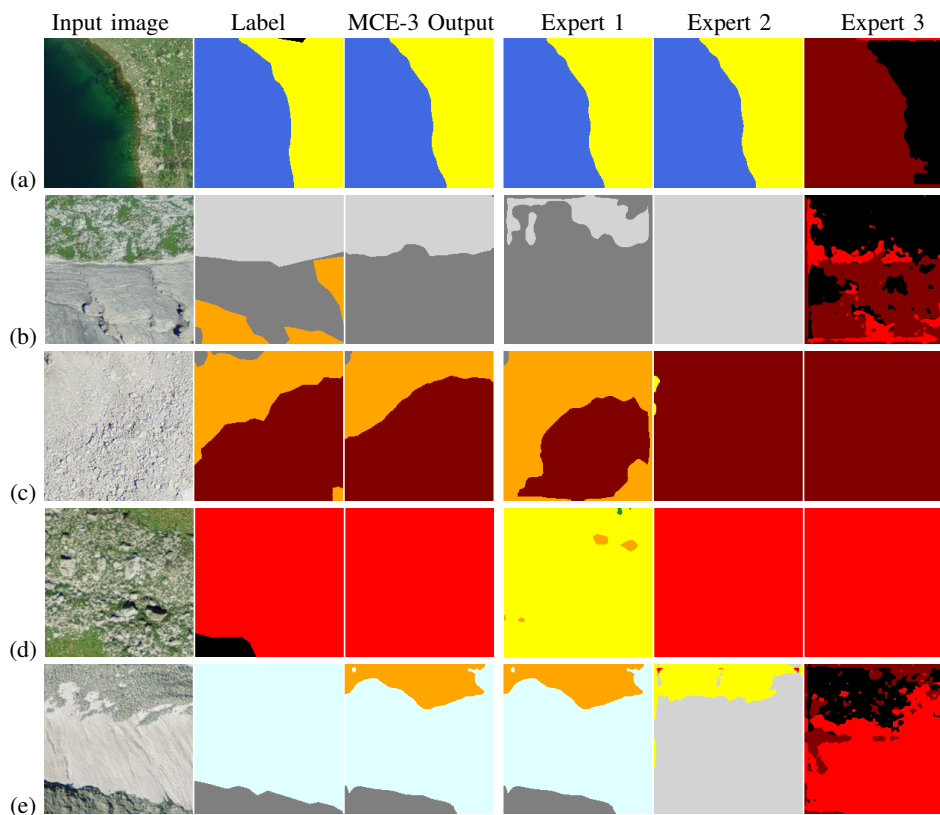 Input image Label MCE-3 Output Expert 1 Expert 2 Expert 3
(a)
(b)
(c)
(d)
(e)